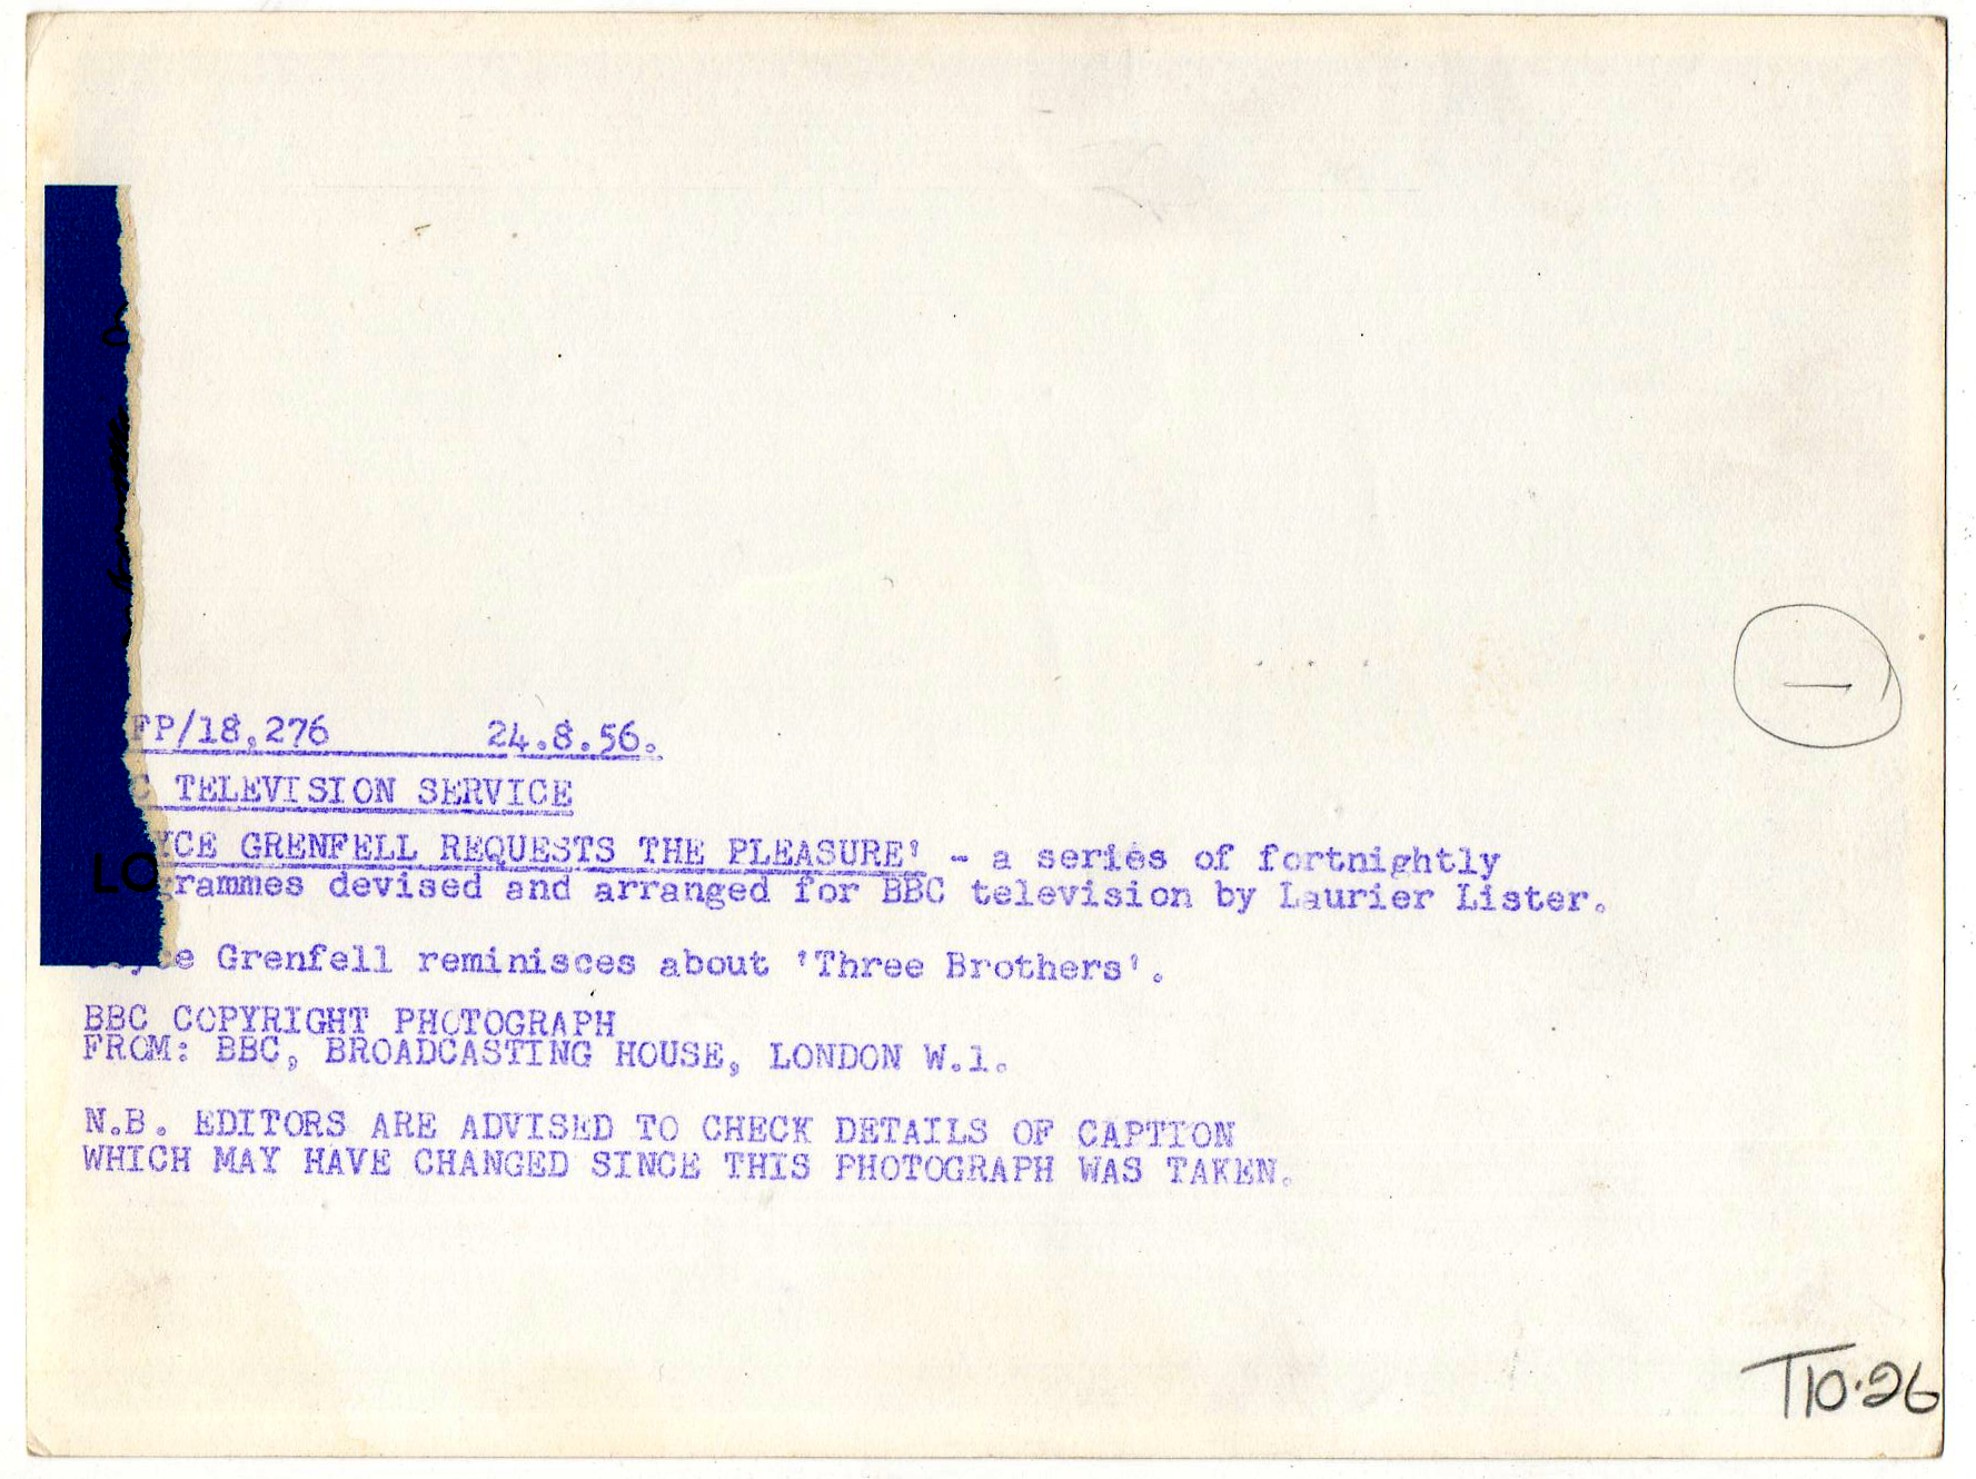 FP/18,276 24.8.56.
C TELEVISION SERVICE
YCE GRENFELL REQUESTS THE PLEASURE' - a series of fortnightly
grammes devised and arranged for BBC television by Laurier Lister.
LO
Grenfell reminisces about 'Three Brothers'.
BBC COPYRIGHT PHOTOGRAPH
FROM: BBC, BROADCASTING HOUSE, LONDON W.1.
N.B. EDITORS ARE ADVISED TO CHECK DETAILS OF CAPTION
WHICH MAY HAVE CHANGED SINCE THIS PHOTOGRAPH WAS TAKEN.
T10.26